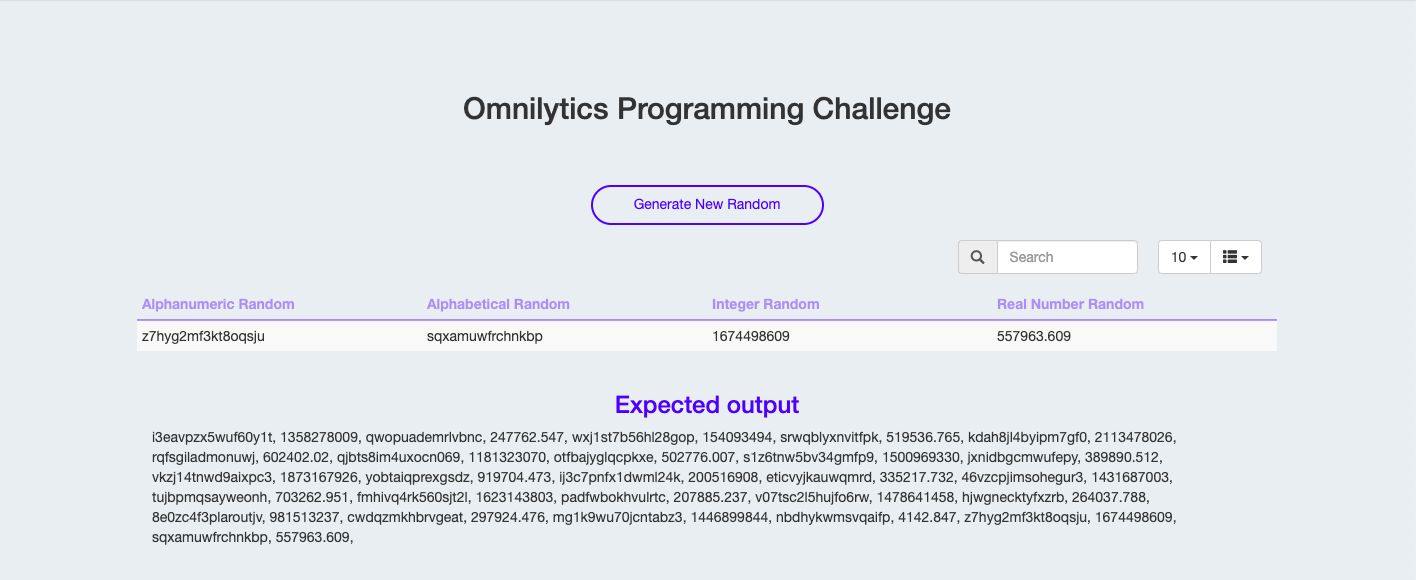 Omnilytics Programming Challenge
Generate New Random
Search
10
Alphanumeric Random Alphabetical Random Integer Random Real Number Random
z7hyg2mf3kt8oqsju sqxamuwfrchnkbp 1674498609 557963.609
Expected output
i3eavpzx5wuf60y1t, 1358278009, qwopuademrlvbnc, 247762.547, wxj1st7b56hl28gop, 154093494, srwqblyxnvitfpk, 519536.765, kdah8jl4byipm7gf0, 2113478026,
rqfsgiladmonuwj, 602402.02, qjbts8im4uxocn069, 1181323070, otfbajyglqcpkxe, 502776.007, s1z6tnw5bv34gmfp9, 1500969330, jxnidbgcmwufepy, 389890.512,
vkzj14tnwd9aixpc3, 1873167926, yobtaiqprexgsdz, 919704.473, ij3c7pnfx1dwml24k, 200516908, eticvyjkauwqmrd, 335217.732, 46vzcpjimsohegur3, 1431687003,
tujbpmqsayweonh, 703262.951, fmhivq4rk560sjt2l, 1623143803, padfwbokhvulrtc, 207885.237, v07tsc2l5hujfo6rw, 1478641458, hjwgnecktyfxzrb, 264037.788,
8e0zc4f3plaroutjv, 981513237, cwdqzmkhbrvgeat, 297924.476, mg1k9wu70jcntabz3, 1446899844, nbdhykwmsvqaifp, 4142.847, z7hyg2mf3kt8oqsju, 1674498609,
sqxamuwfrchnkbp, 557963.609,